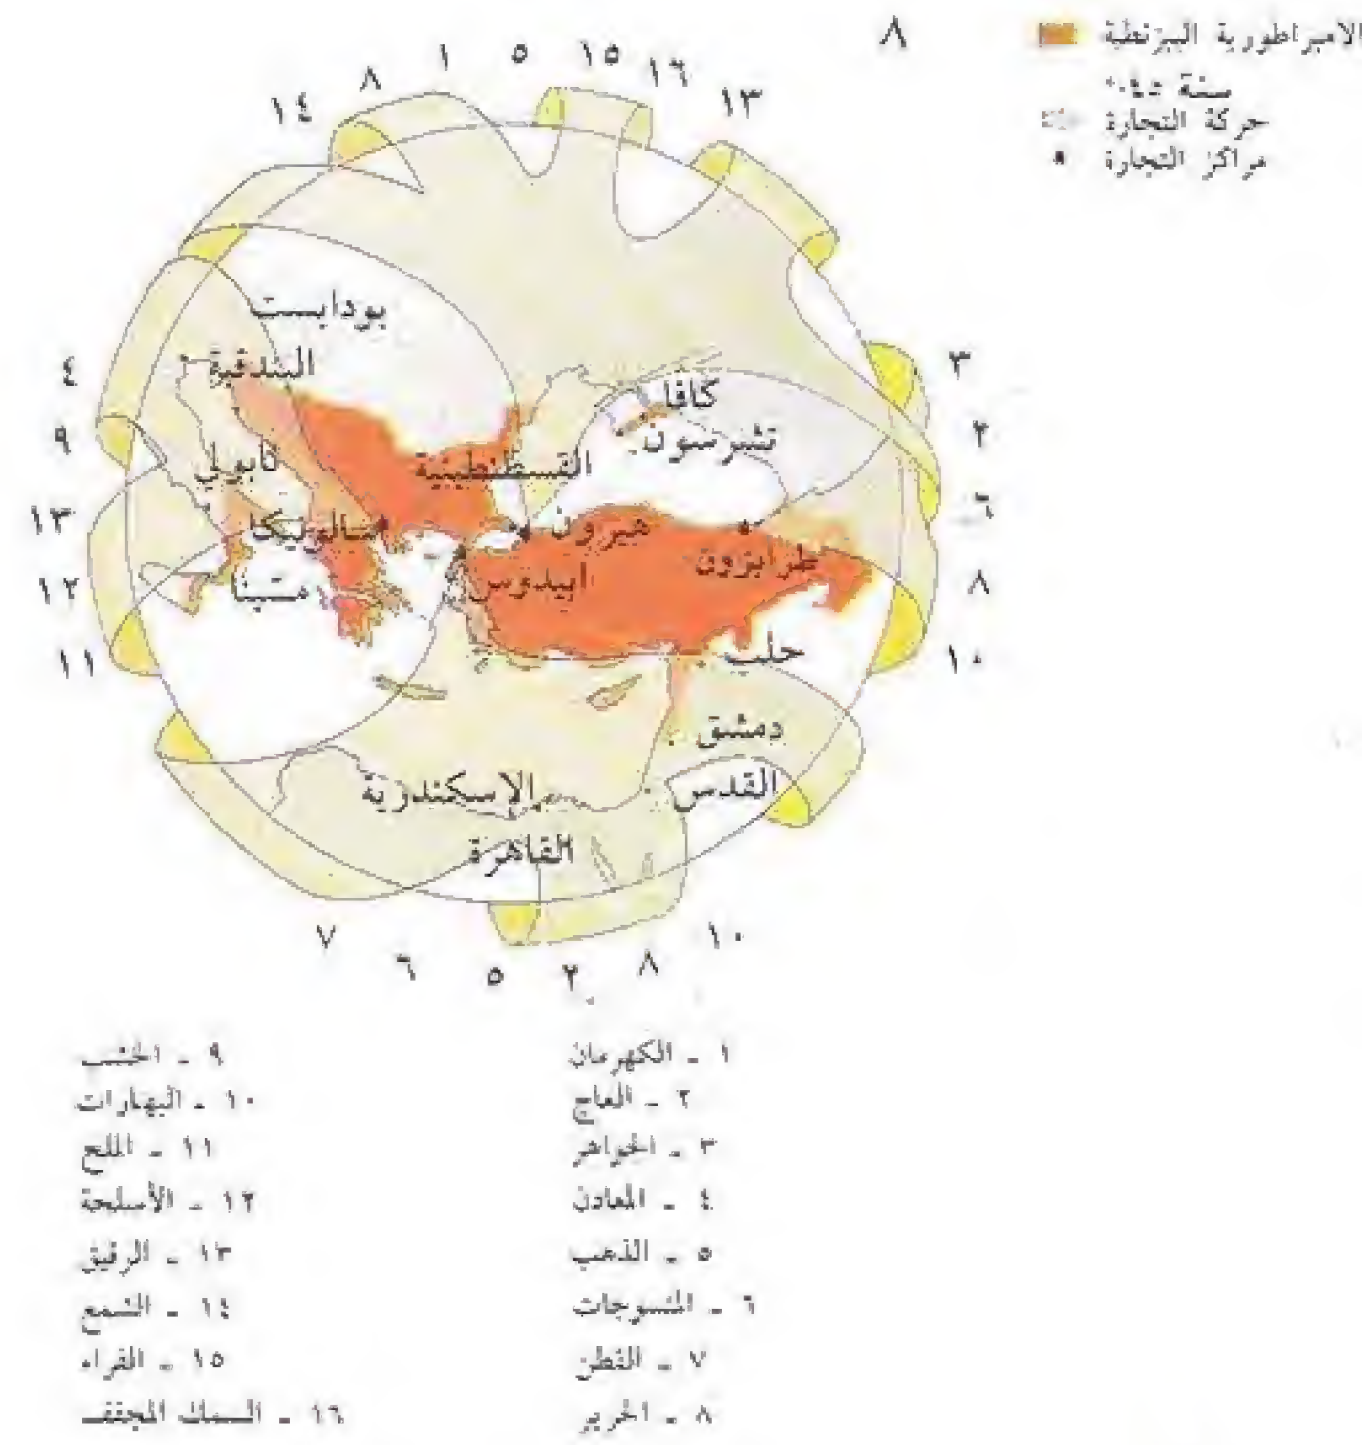 ٨
الامبراطورية البيزنطية
سنة
حركة التجارة
مراكز التجارة
١٤ ٨ ١ ٥ ١٥ ١٦ ١٣
بودابست
البندقية
٤
٣
كافا
٩
٢
تشرسون
نابولي
القسطنطينية
١٣
٦
سالونيكا
هيرون
طرابزون
١٢
٨
مسينا
ابيدوس
١١
١٠
حلب
دمشق
القدس
الإسكندرية
القاهرة
٧ ٦ ٥ ٢ ٨ ١٠
١ - الكهرمان
٢ - العاج
٣ - الجواهر
٤ - المعادن
٥ - الذهب
٦ - المنسوجات
٧ - القطن
٨ - الحرير
٩ - الخشب
١٠ - البهارات
١١ - الملح
١٢ - الأسلحة
١٣ - الرقيق
١٤ - الشمع
١٥ - الفراء
١٦ - السمك المجفف